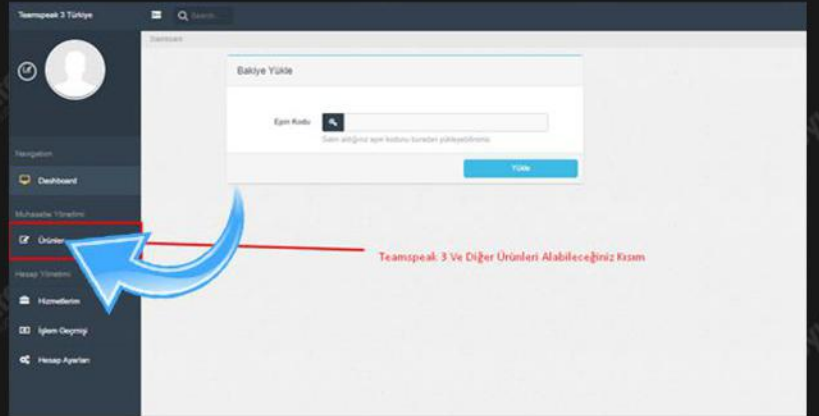 Teamspeak 3 Türkiye
Search...
Dashboard
Bakiye Yükle
Epin Kodu
Satın aldığınız epin kodunu buradan yükleyebilirsiniz.
Yükle
Navigation
Dashboard
Muhasebe Yönetimi
Ürünler
Teamspeak 3 Ve Diğer Ürünleri Alabileceğiniz Kısım
Hesap Yönetimi
Hizmetlerim
İşlem Geçmişi
Hesap Ayarları